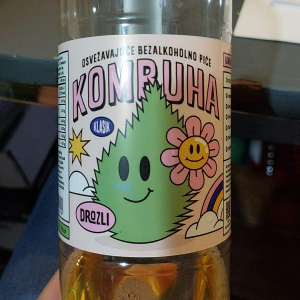 OSVEŽAVAJUĆE BEZALKOHOLNO PIĆE
KOMBUHA
KLASIK
DROZLI